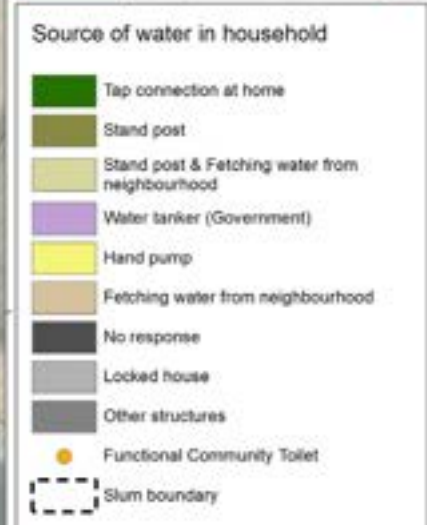 Source of water in household
Tap connection at home
Stand post
Stand post & Fetching water from
neighbourhood
Water tanker (Government)
Hand pump
Fetching water from neighbourhood
No response
Locked house
Other structures
Functional Community Toilet
Slum boundary